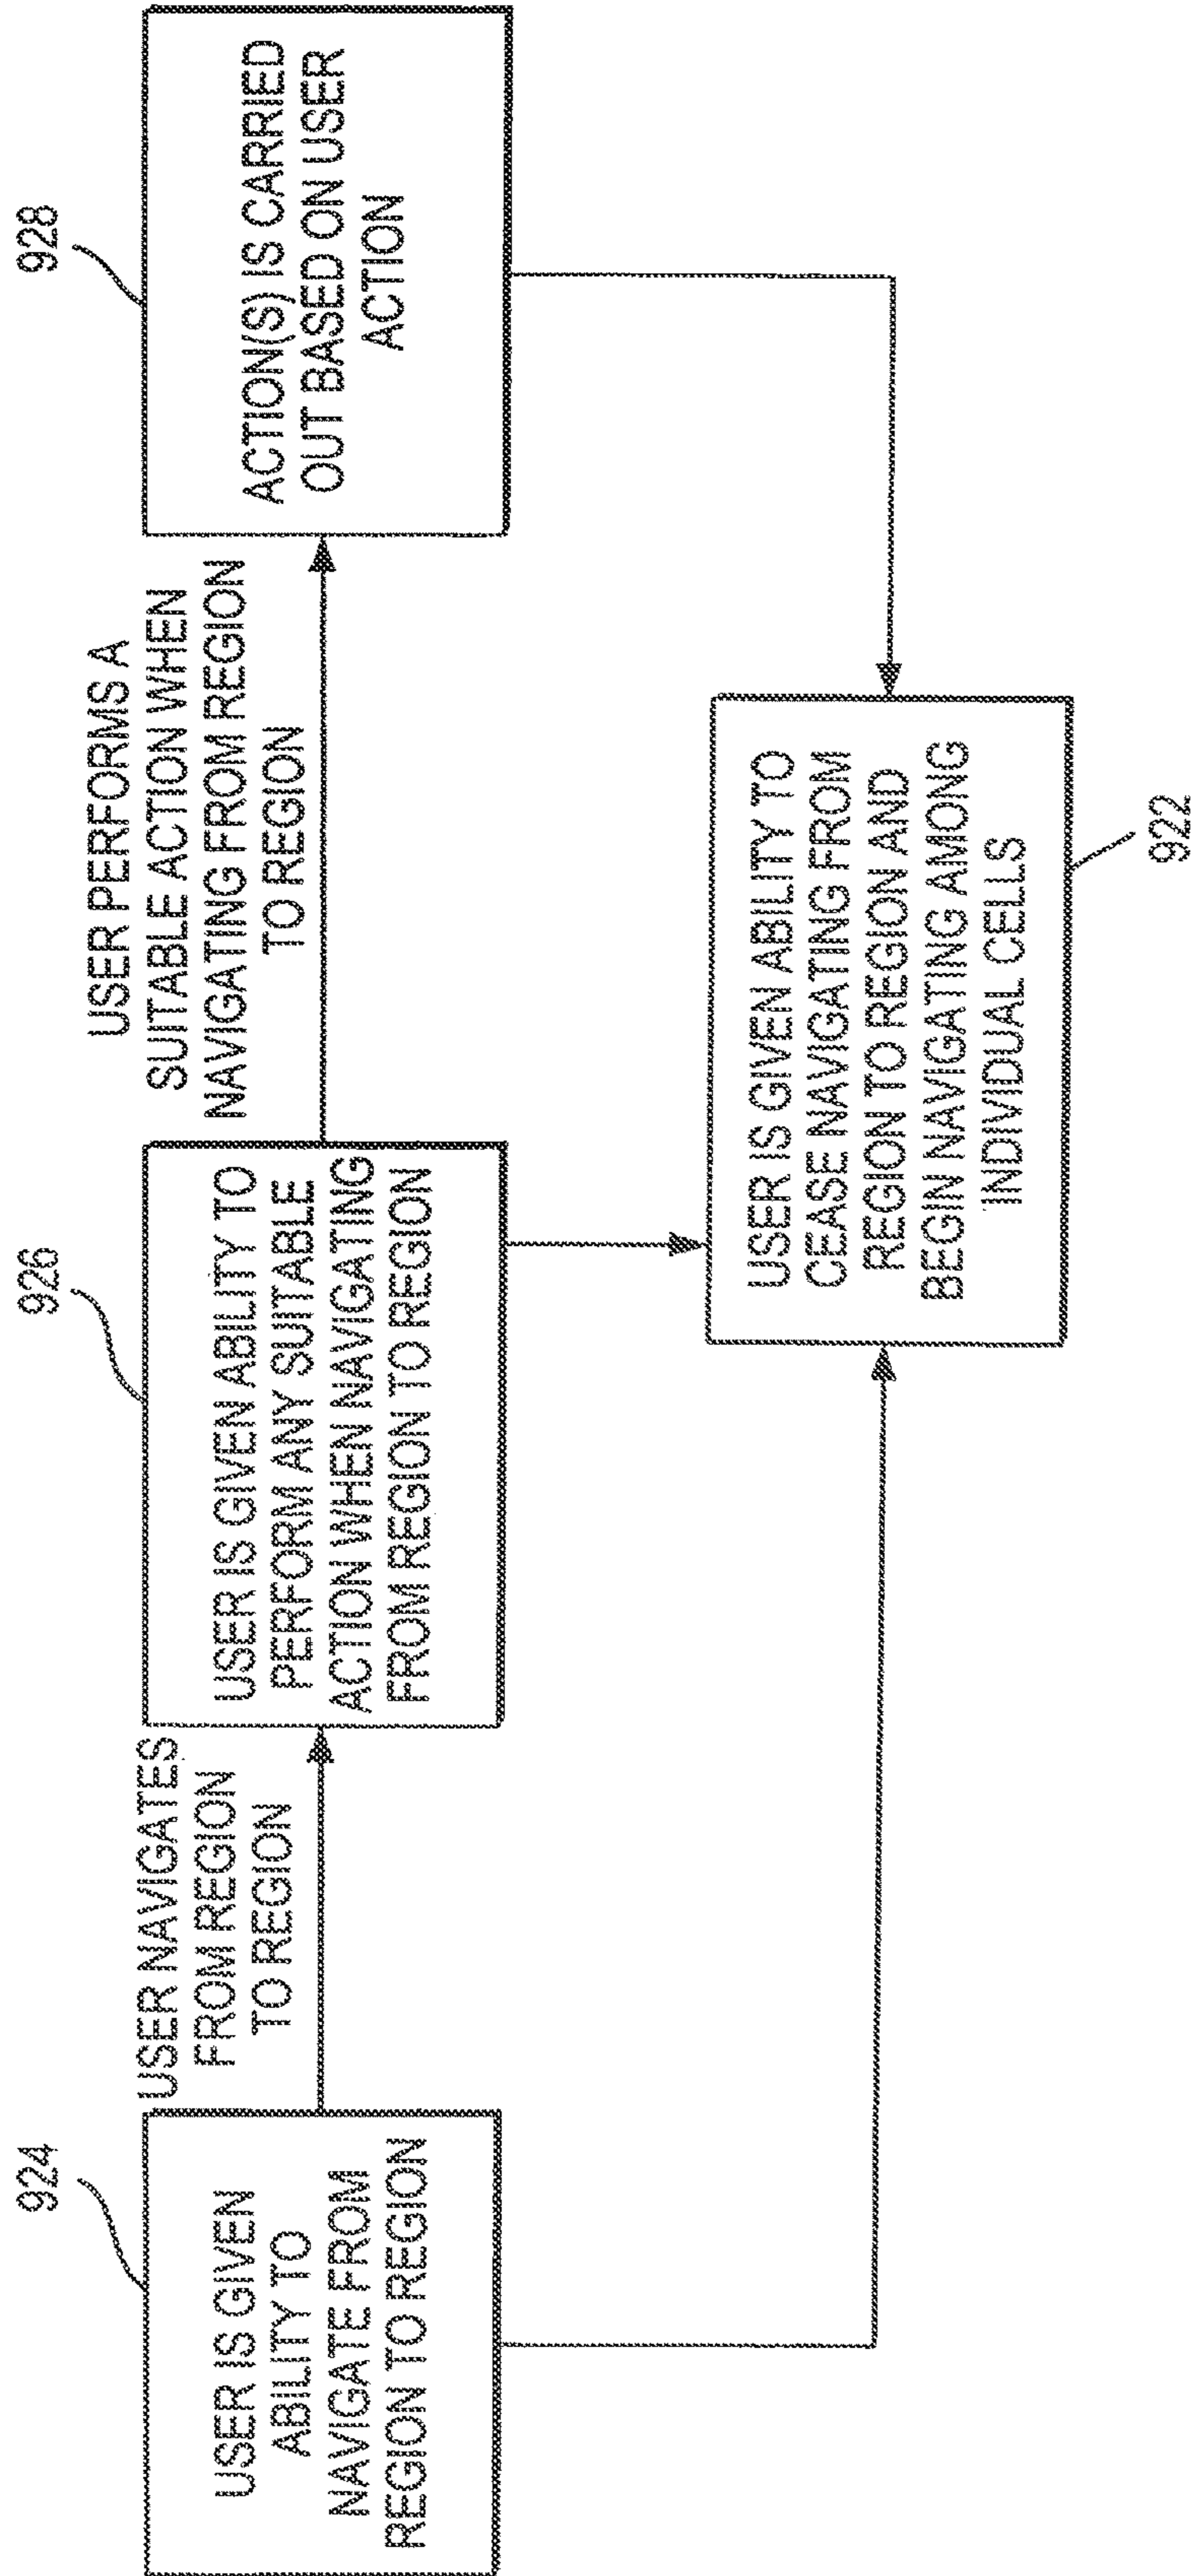 924
USER IS GIVEN
ABILITY TO
NAVIGATE FROM
REGION TO REGION
USER NAVIGATES
FROM REGION
TO REGION
926
USER IS GIVEN ABILITY TO
PERFORM ANY SUITABLE
ACTION WHEN NAVIGATING
FROM REGION TO REGION
USER PERFORMS A
SUITABLE ACTION WHEN
NAVIGATING FROM REGION
TO REGION
928
ACTION(S) IS CARRIED
OUT BASED ON USER
ACTION
USER IS GIVEN ABILITY TO
CEASE NAVIGATING FROM
REGION TO REGION AND
BEGIN NAVIGATING AMONG
INDIVIDUAL CELLS
922